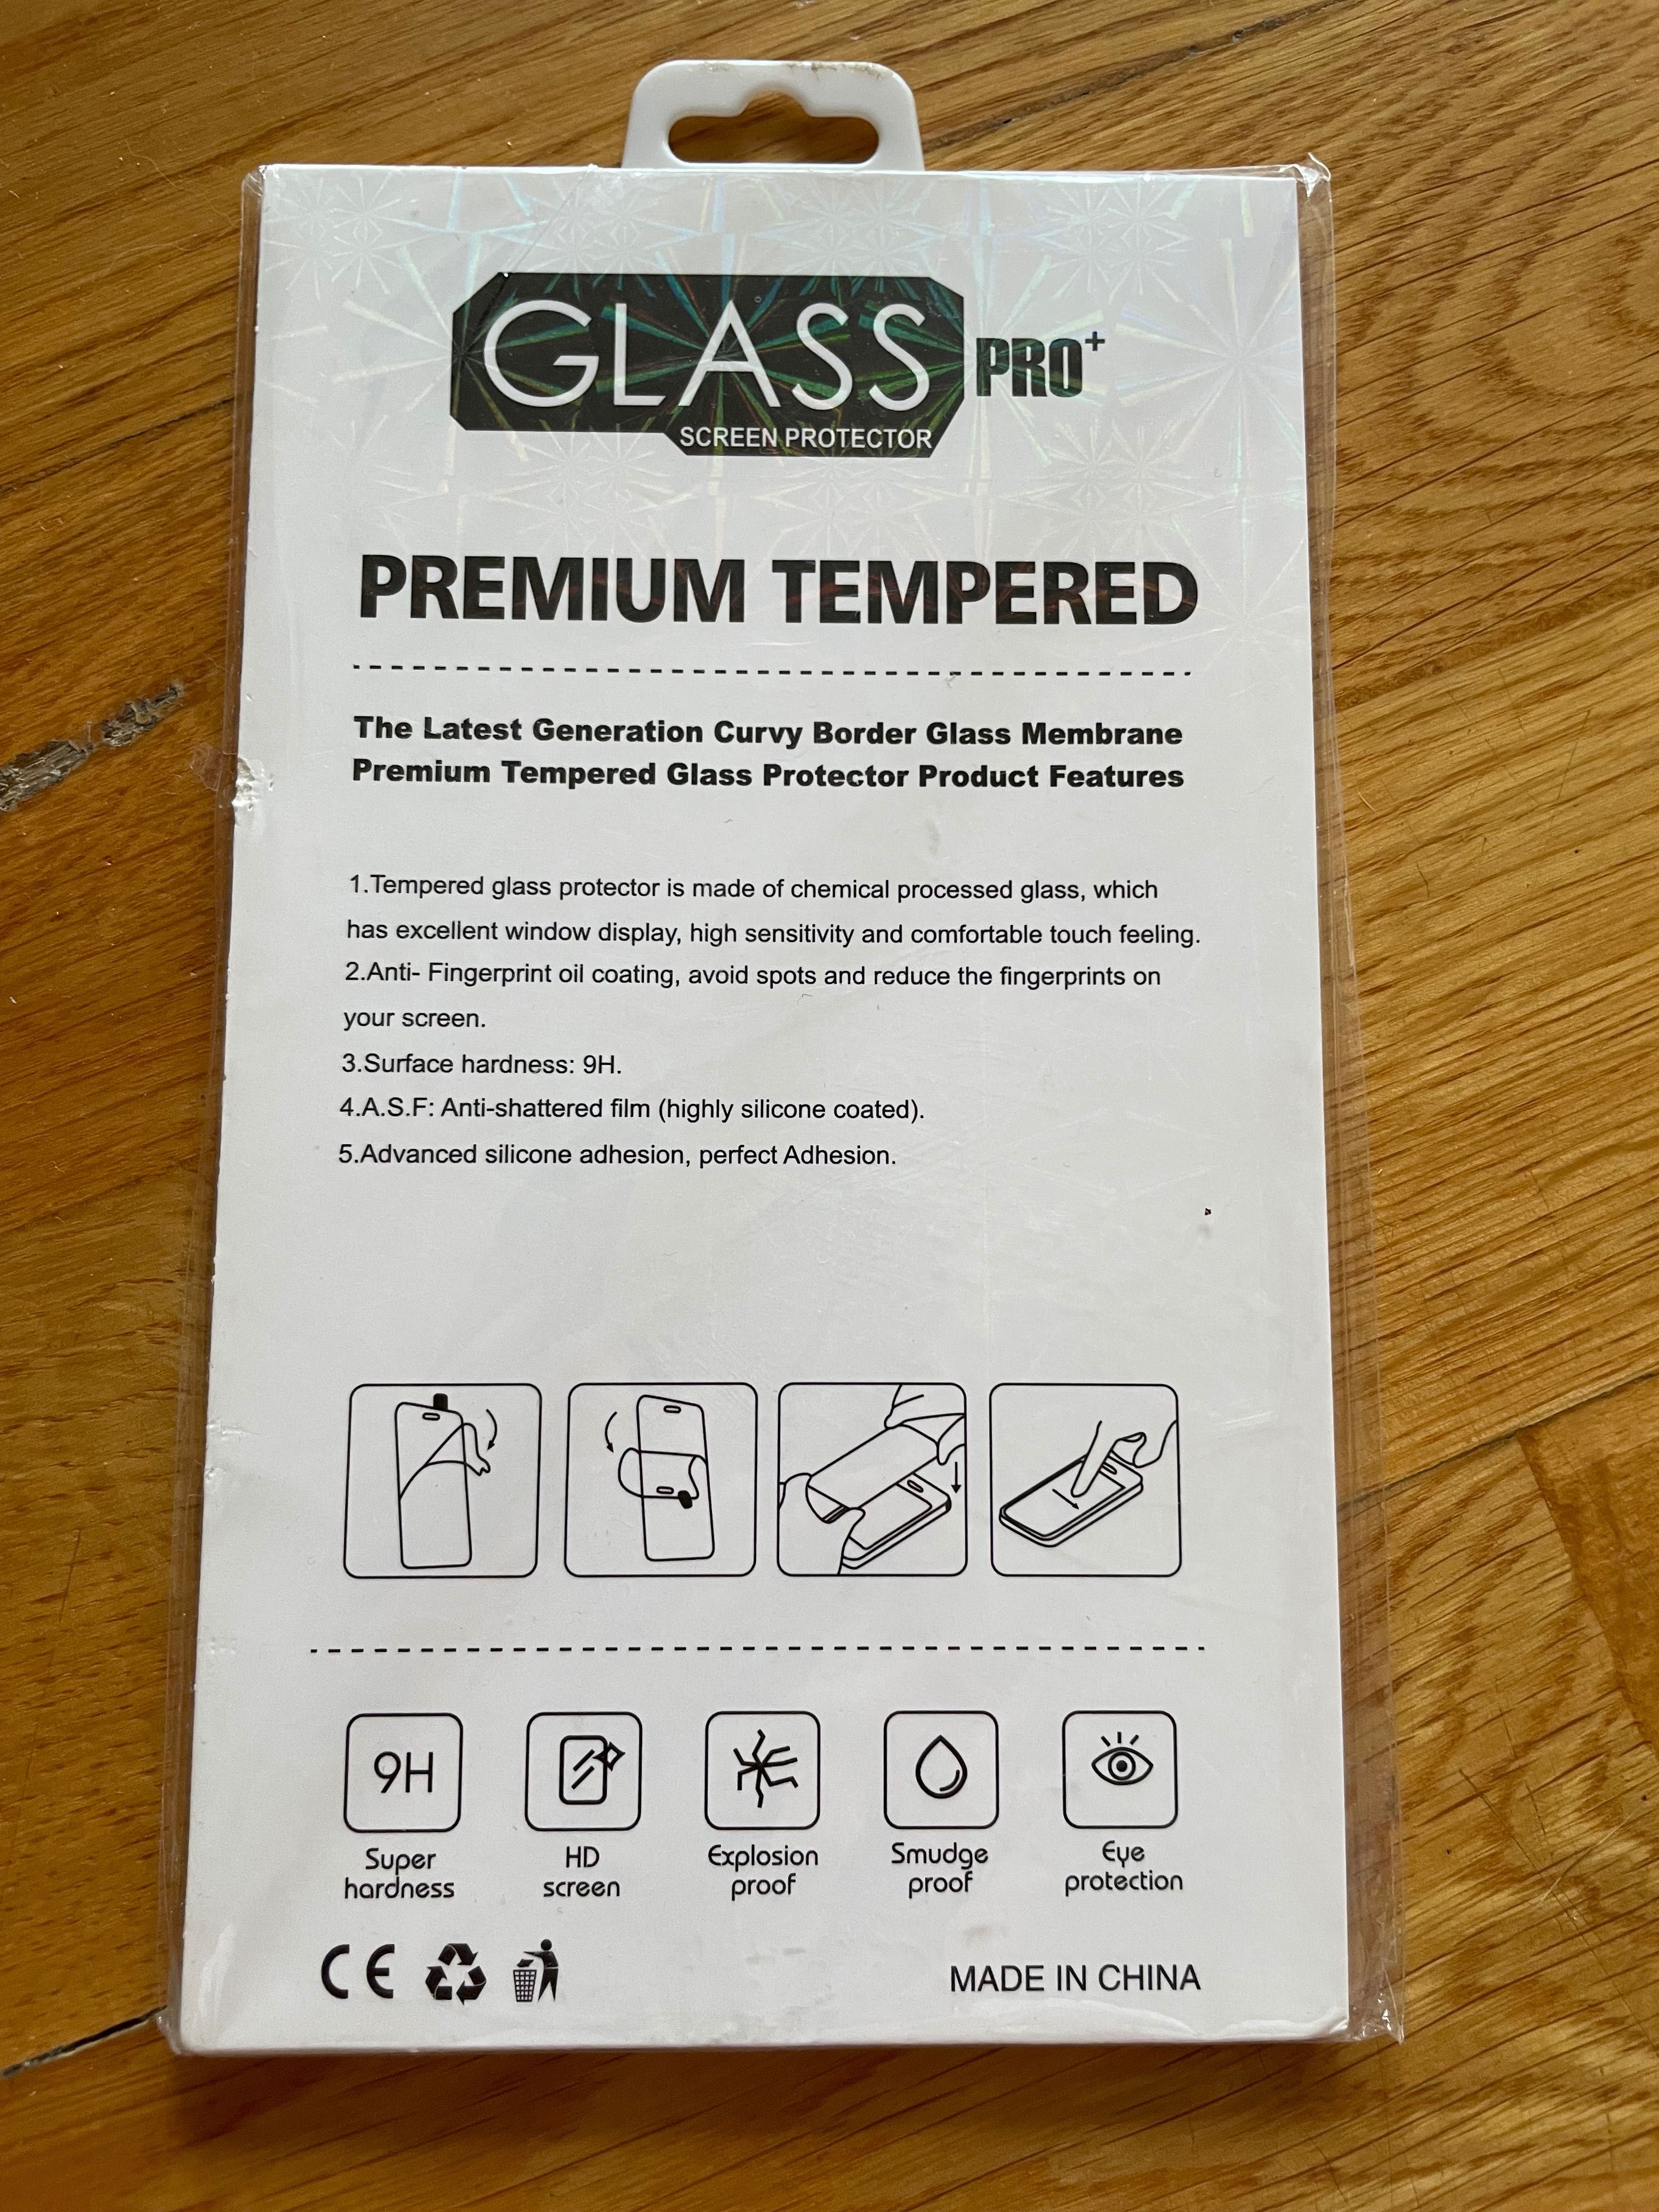 GLASS PRO+
SCREEN PROTECTOR
PREMIUM TEMPERED
The Latest Generation Curvy Border Glass Membrane
Premium Tempered Glass Protector Product Features
1.Tempered glass protector is made of chemical processed glass, which
has excellent window display, high sensitivity and comfortable touch feeling.
2.Anti- Fingerprint oil coating, avoid spots and reduce the fingerprints on
your screen.
3.Surface hardness: 9H.
4.A.S.F: Anti-shattered film (highly silicone coated).
5.Advanced silicone adhesion, perfect Adhesion.
9H
Super
hardness
HD
screen
Explosion
proof
Smudge
proof
Eye
protection
CE
MADE IN CHINA